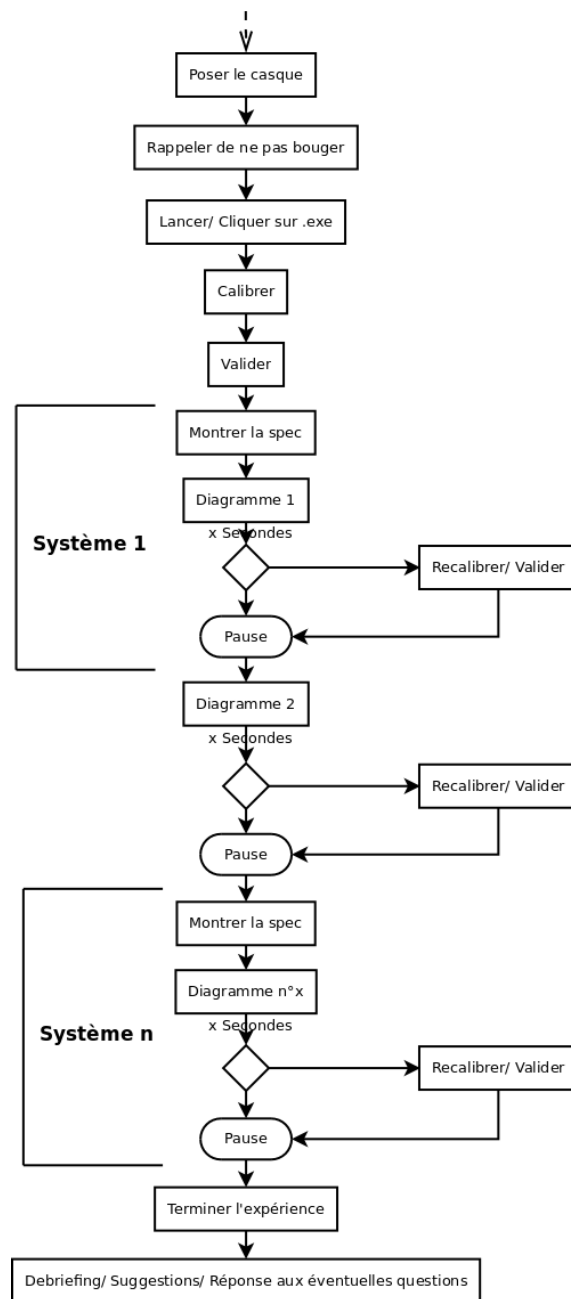 Poser le casque
Rappeler de ne pas bouger
Lancer/ Cliquer sur .exe
Calibrer
Valider
Montrer la spec
Diagramme 1
x Secondes
Système 1
Recalibrer/ Valider
Pause
Diagramme 2
x Secondes
Recalibrer/ Valider
Pause
Montrer la spec
Diagramme n°x
x Secondes
Système n
Recalibrer/ Valider
Pause
Terminer l'expérience
Debriefing/ Suggestions/ Réponse aux éventuelles questions